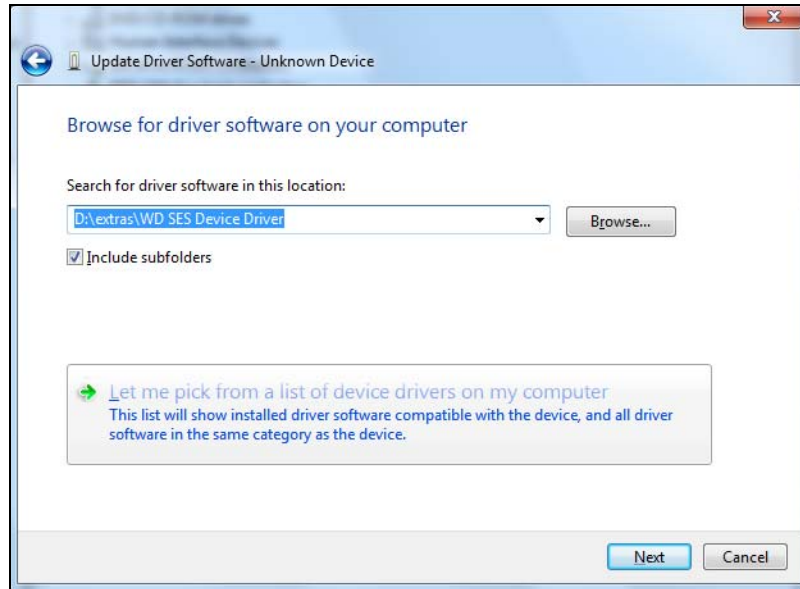 Update Driver Software - Unknown Device
Browse for driver software on your computer
Search for driver software in this location:
D:\extras\WD SES Device Driver
Browse...
Include subfolders
Let me pick from a list of device drivers on my computer
This list will show installed driver software compatible with the device, and all driver
software in the same category as the device.
Next
Cancel